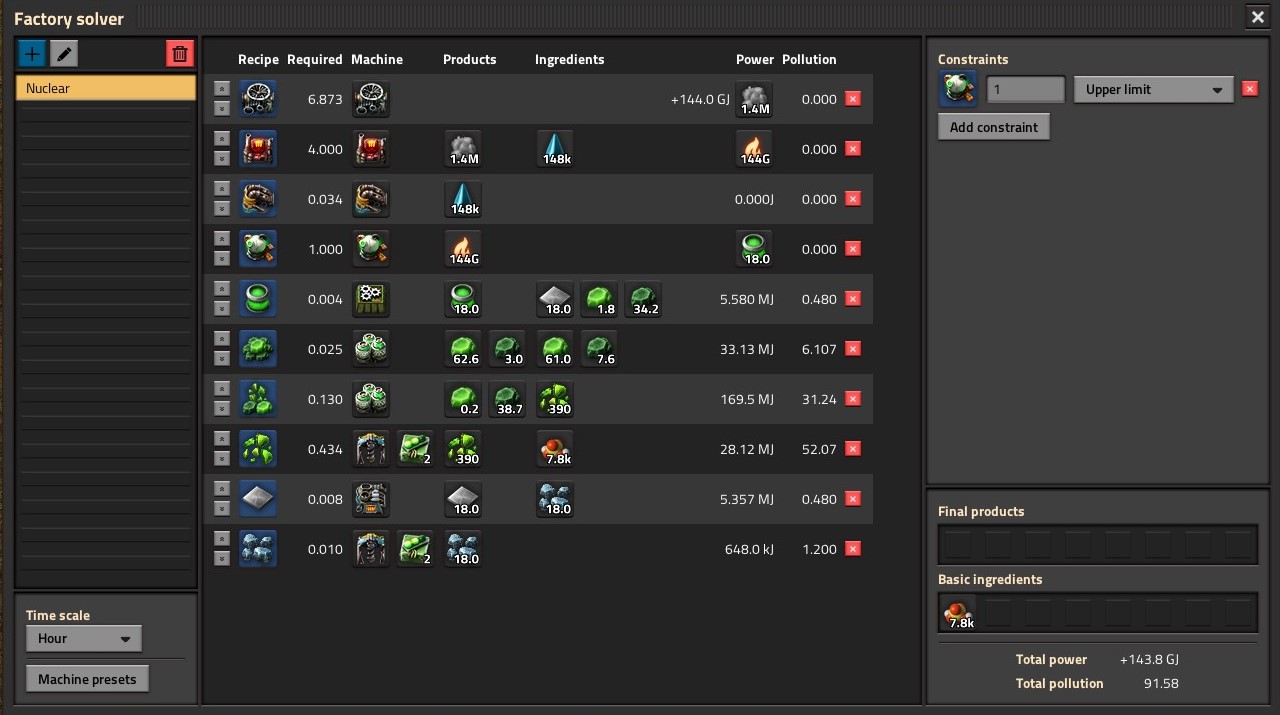 Factory solver
Nuclear
Time scale
Hour
Machine presets
Recipe Required Machine Products Ingredients Power Pollution
6.873 +144.0 GJ 1.4M 0.000
4.000 1.4M 148k 144G 0.000
0.034 148k 0.000J 0.000
1.000 144G 18.0 0.000
0.004 18.0 18.0 1.8 34.2 5.580 MJ 0.480
0.025 62.6 3.0 61.0 7.6 33.13 MJ 6.107
0.130 0.2 38.7 390 169.5 MJ 31.24
0.434 2 390 7.8k 28.12 MJ 52.07
0.008 18.0 18.0 5.357 MJ 0.480
0.010 2 18.0 648.0 kJ 1.200
Constraints
1 Upper limit
Add constraint
Final products
Basic ingredients
7.8k
Total power +143.8 GJ
Total pollution 91.58